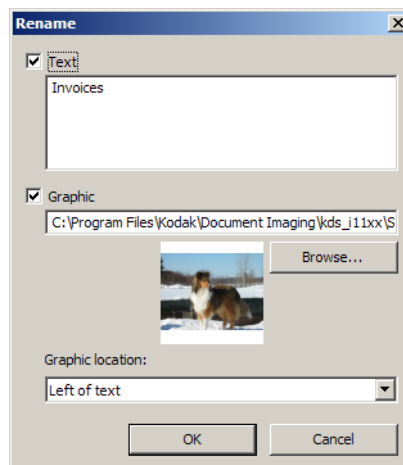 Rename
Text
Invoices
Graphic
C:\Program Files\Kodak\Document Imaging\kds_i11xx\S
Browse...
Graphic location:
Left of text
OK
Cancel